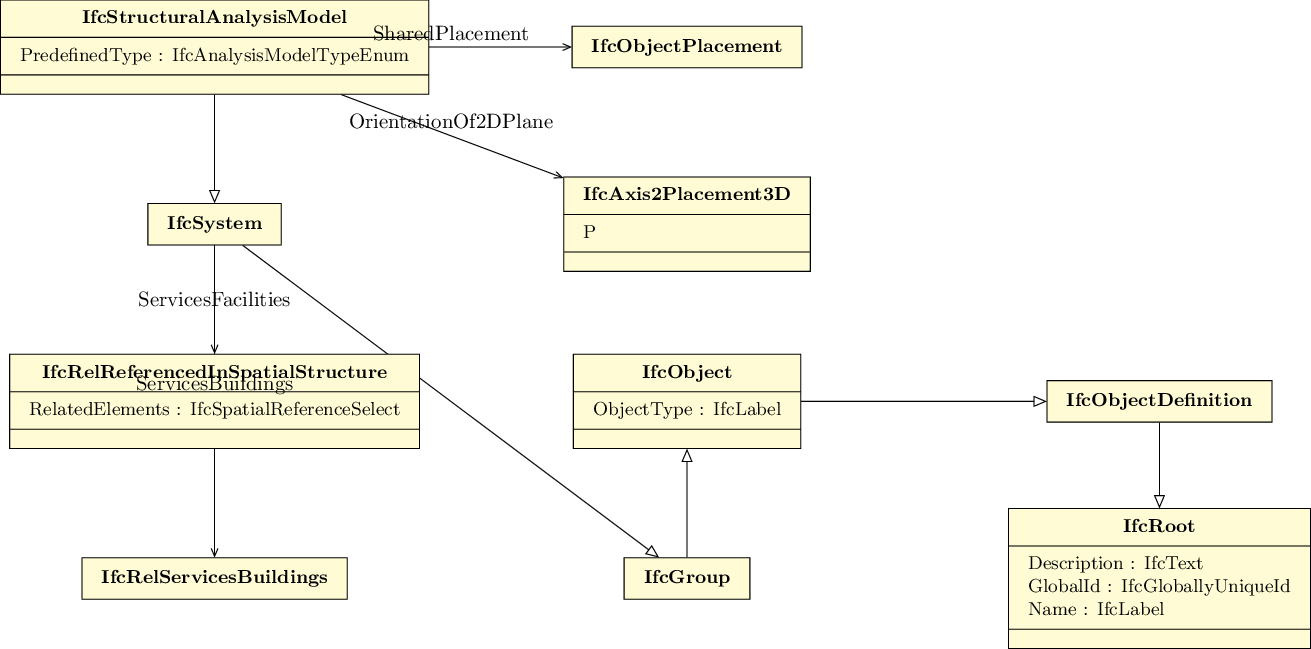 IfcStructuralAnalysisModel
PredefinedType : IfcAnalysisModelTypeEnum
SharedPlacement
IfcObjectPlacement
OrientationOf2DPlane
IfcAxis2Placement3D
P
IfcSystem
ServicesFacilities
IfcRelReferencedInSpatialStructure
ServicesBuildings
RelatedElements : IfcSpatialReferenceSelect
IfcObject
ObjectType : IfcLabel
IfcObjectDefinition
IfcRelServicesBuildings
IfcGroup
IfcRoot
Description : IfcText
GlobalId : IfcGloballyUniqueId
Name : IfcLabel